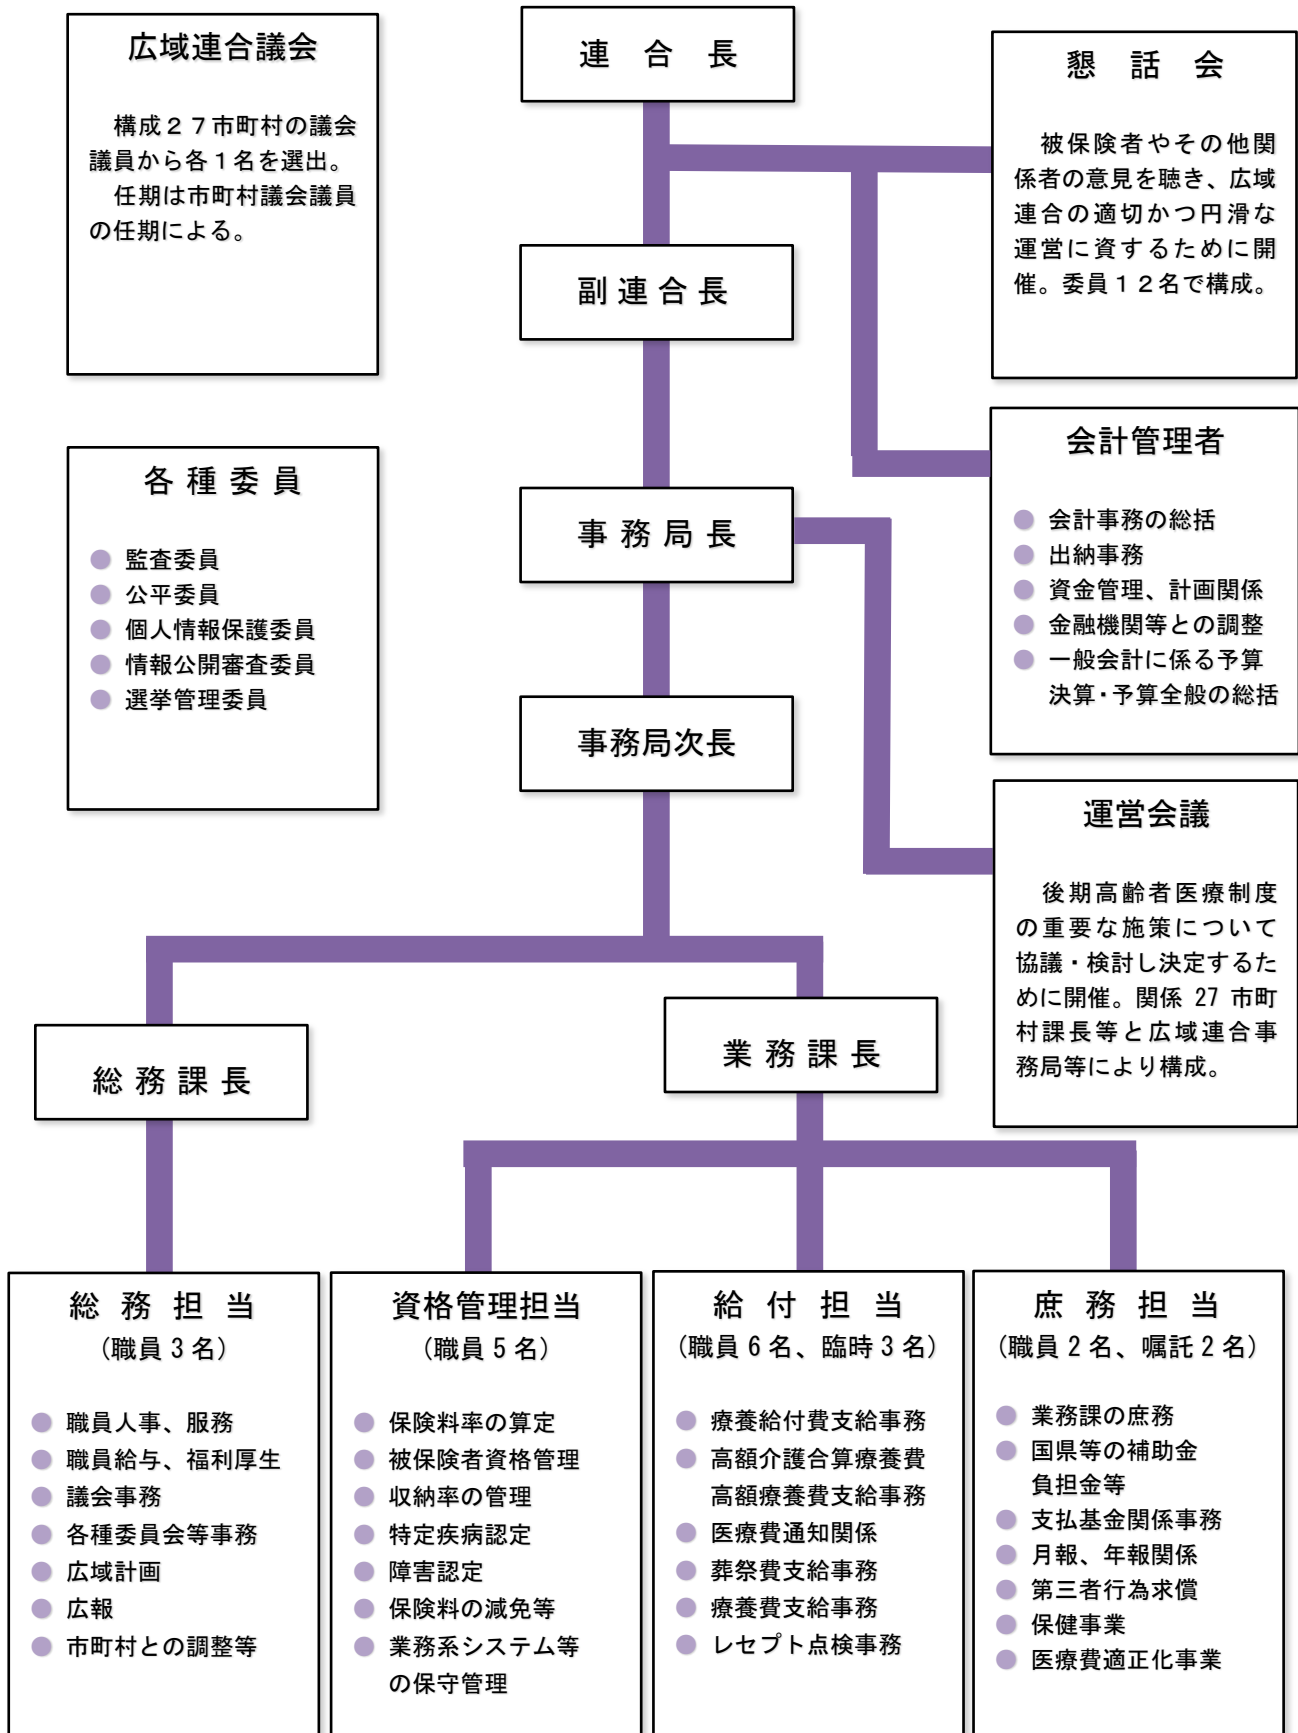 広域連合議会
構成２７市町村の議会
議員から各１名を選出。
任期は市町村議会議員
の任期による。
連合長
懇話会
被保険者やその他関
係者の意見を聴き、広域
連合の適切かつ円滑な
運営に資するために開
催。委員１２名で構成。
副連合長
会計管理者
会計事務の総括
出納事務
資金管理、計画関係
金融機関等との調整
一般会計に係る予算
決算・予算全般の総括
各種委員
監査委員
公平委員
個人情報保護委員
情報公開審査委員
選挙管理委員
事務局長
事務局次長
運営会議
後期高齢者医療制度
の重要な施策について
協議・検討し決定するた
めに開催。関係 27 市町
村課長等と広域連合事
務局等により構成。
総務課長
業務課長
総務担当
（職員 3 名）
職員人事、服務
職員給与、福利厚生
議会事務
各種委員会等事務
広域計画
広報
市町村との調整等
資格管理担当
（職員 5 名）
保険料率の算定
被保険者資格管理
収納率の管理
特定疾病認定
障害認定
保険料の減免等
業務系システム等
の保守管理
給付担当
（職員 6 名、臨時 3 名）
療養給付費支給事務
高額介護合算療養費
高額療養費支給事務
医療費通知関係
葬祭費支給事務
療養費支給事務
レセプト点検事務
庶務担当
（職員 2 名、嘱託 2 名）
業務課の庶務
国県等の補助金
負担金等
支払基金関係事務
月報、年報関係
第三者行為求償
保健事業
医療費適正化事業